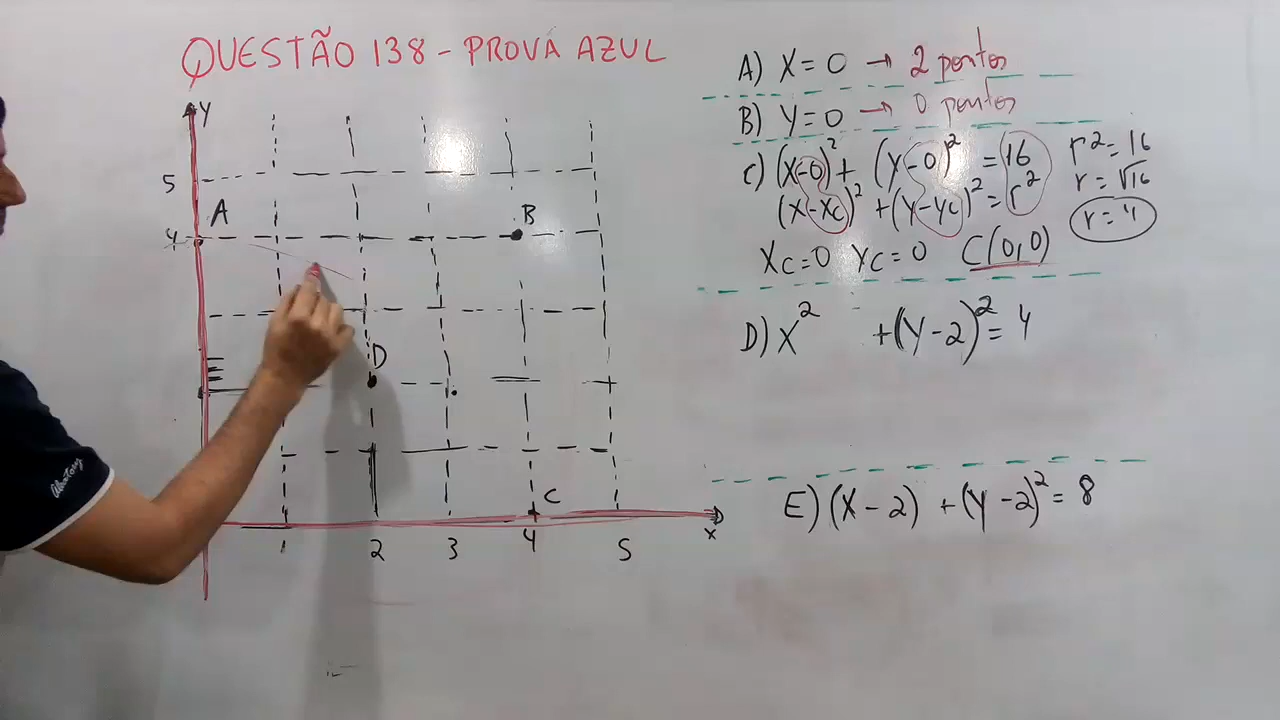 QUESTÃO 138 - PROVA AZUL
Y
5
4
A
B
D
C
1
2
3
4
5
X
A) X = 0 → 2 pontos
B) Y = 0 → 0 pontos
C) (X-0)² + (Y-0)² = 16
(X-Xc)² + (Y-Yc)² = r²
Xc=0 Yc=0 C(0,0)
r² = 16
r = √16
r = 4
D) X² + (Y-2)² = 4
E) (X-2) + (Y-2)² = 8